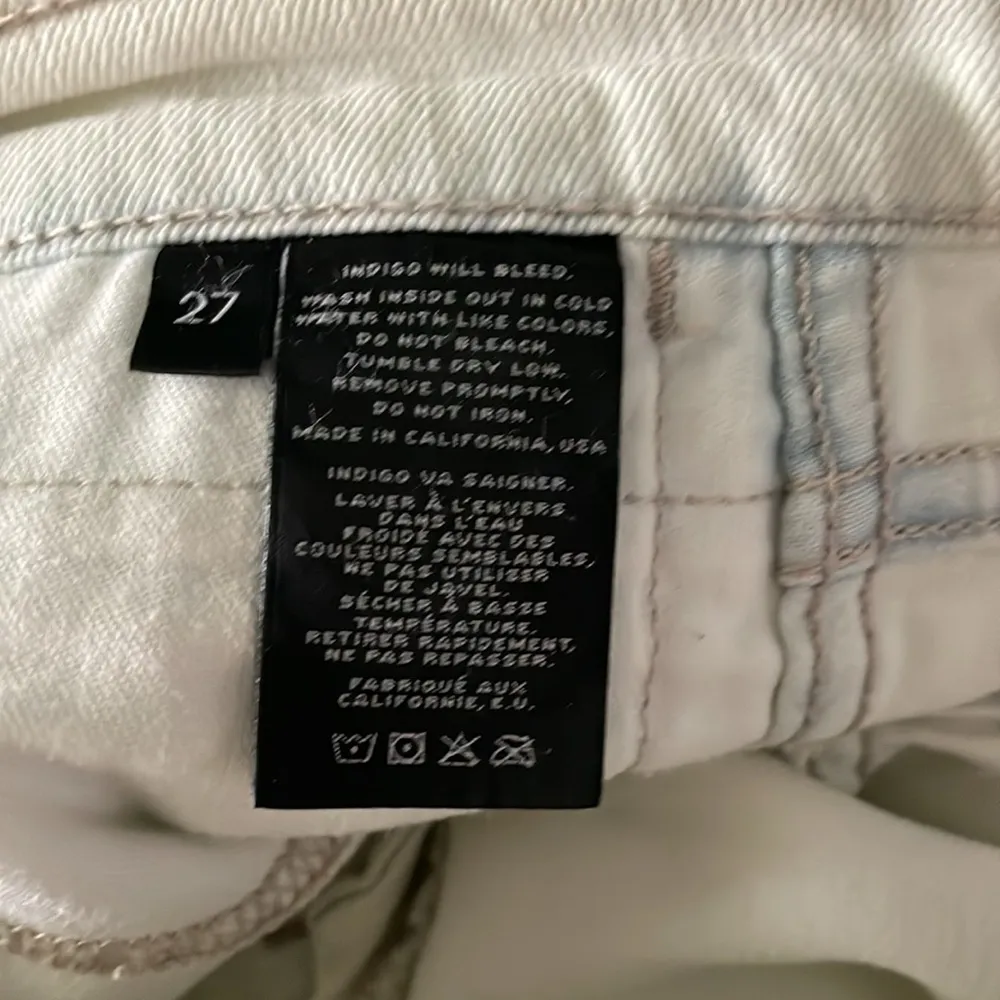 27
INDIGO WILL BLEED.
WASH INSIDE OUT IN COLD
WATER WITH LIKE COLORS,
DO NOT BLEACH.
TUMBLE DRY LOW.
REMOVE PROMPTLY,
DO NOT IRON.
MADE IN CALIFORNIA, USA
INDIGO VA SAIGNER.
LAVER À L'ENVERS
DANS L'EAU
FROIDE AVEC DES
COULEURS SEMBLABLES,
NE PAS UTILIZER
DE JAVEL.
SÉCHER À BASSE
TEMPÉRATURE.
RETIRER RAPIDEMENT,
NE PAS REPASSER.
FABRIQUÉ AUX
CALIFORNIE, E.U.